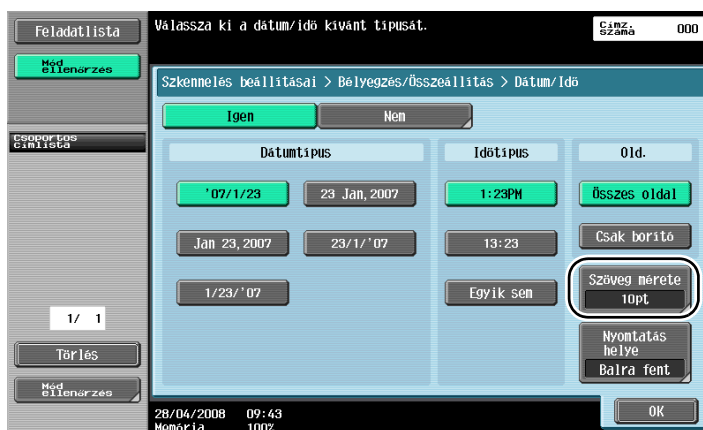 Feladatlista
Válassza ki a dátum/idő kívánt típusát.
Címz.
száma
000
Mód
ellenőrzés
Szkennelés beállításai > Bélyegzés/Összeállítás > Dátum/Idő
Igen
Nem
Csoportos
címlista
Dátumtípus
Időtípus
Old.
'07/1/23
23 Jan,2007
1:23PM
Összes oldal
Jan 23,2007
23/1/'07
13:23
Csak borító
1/23/'07
Egyik sem
Szöveg mérete
10pt
1/ 1
Nyomtatás
helye
Balra fent
Törlés
Mód
ellenőrzés
28/04/2008 09:43
Memória 100%
OK